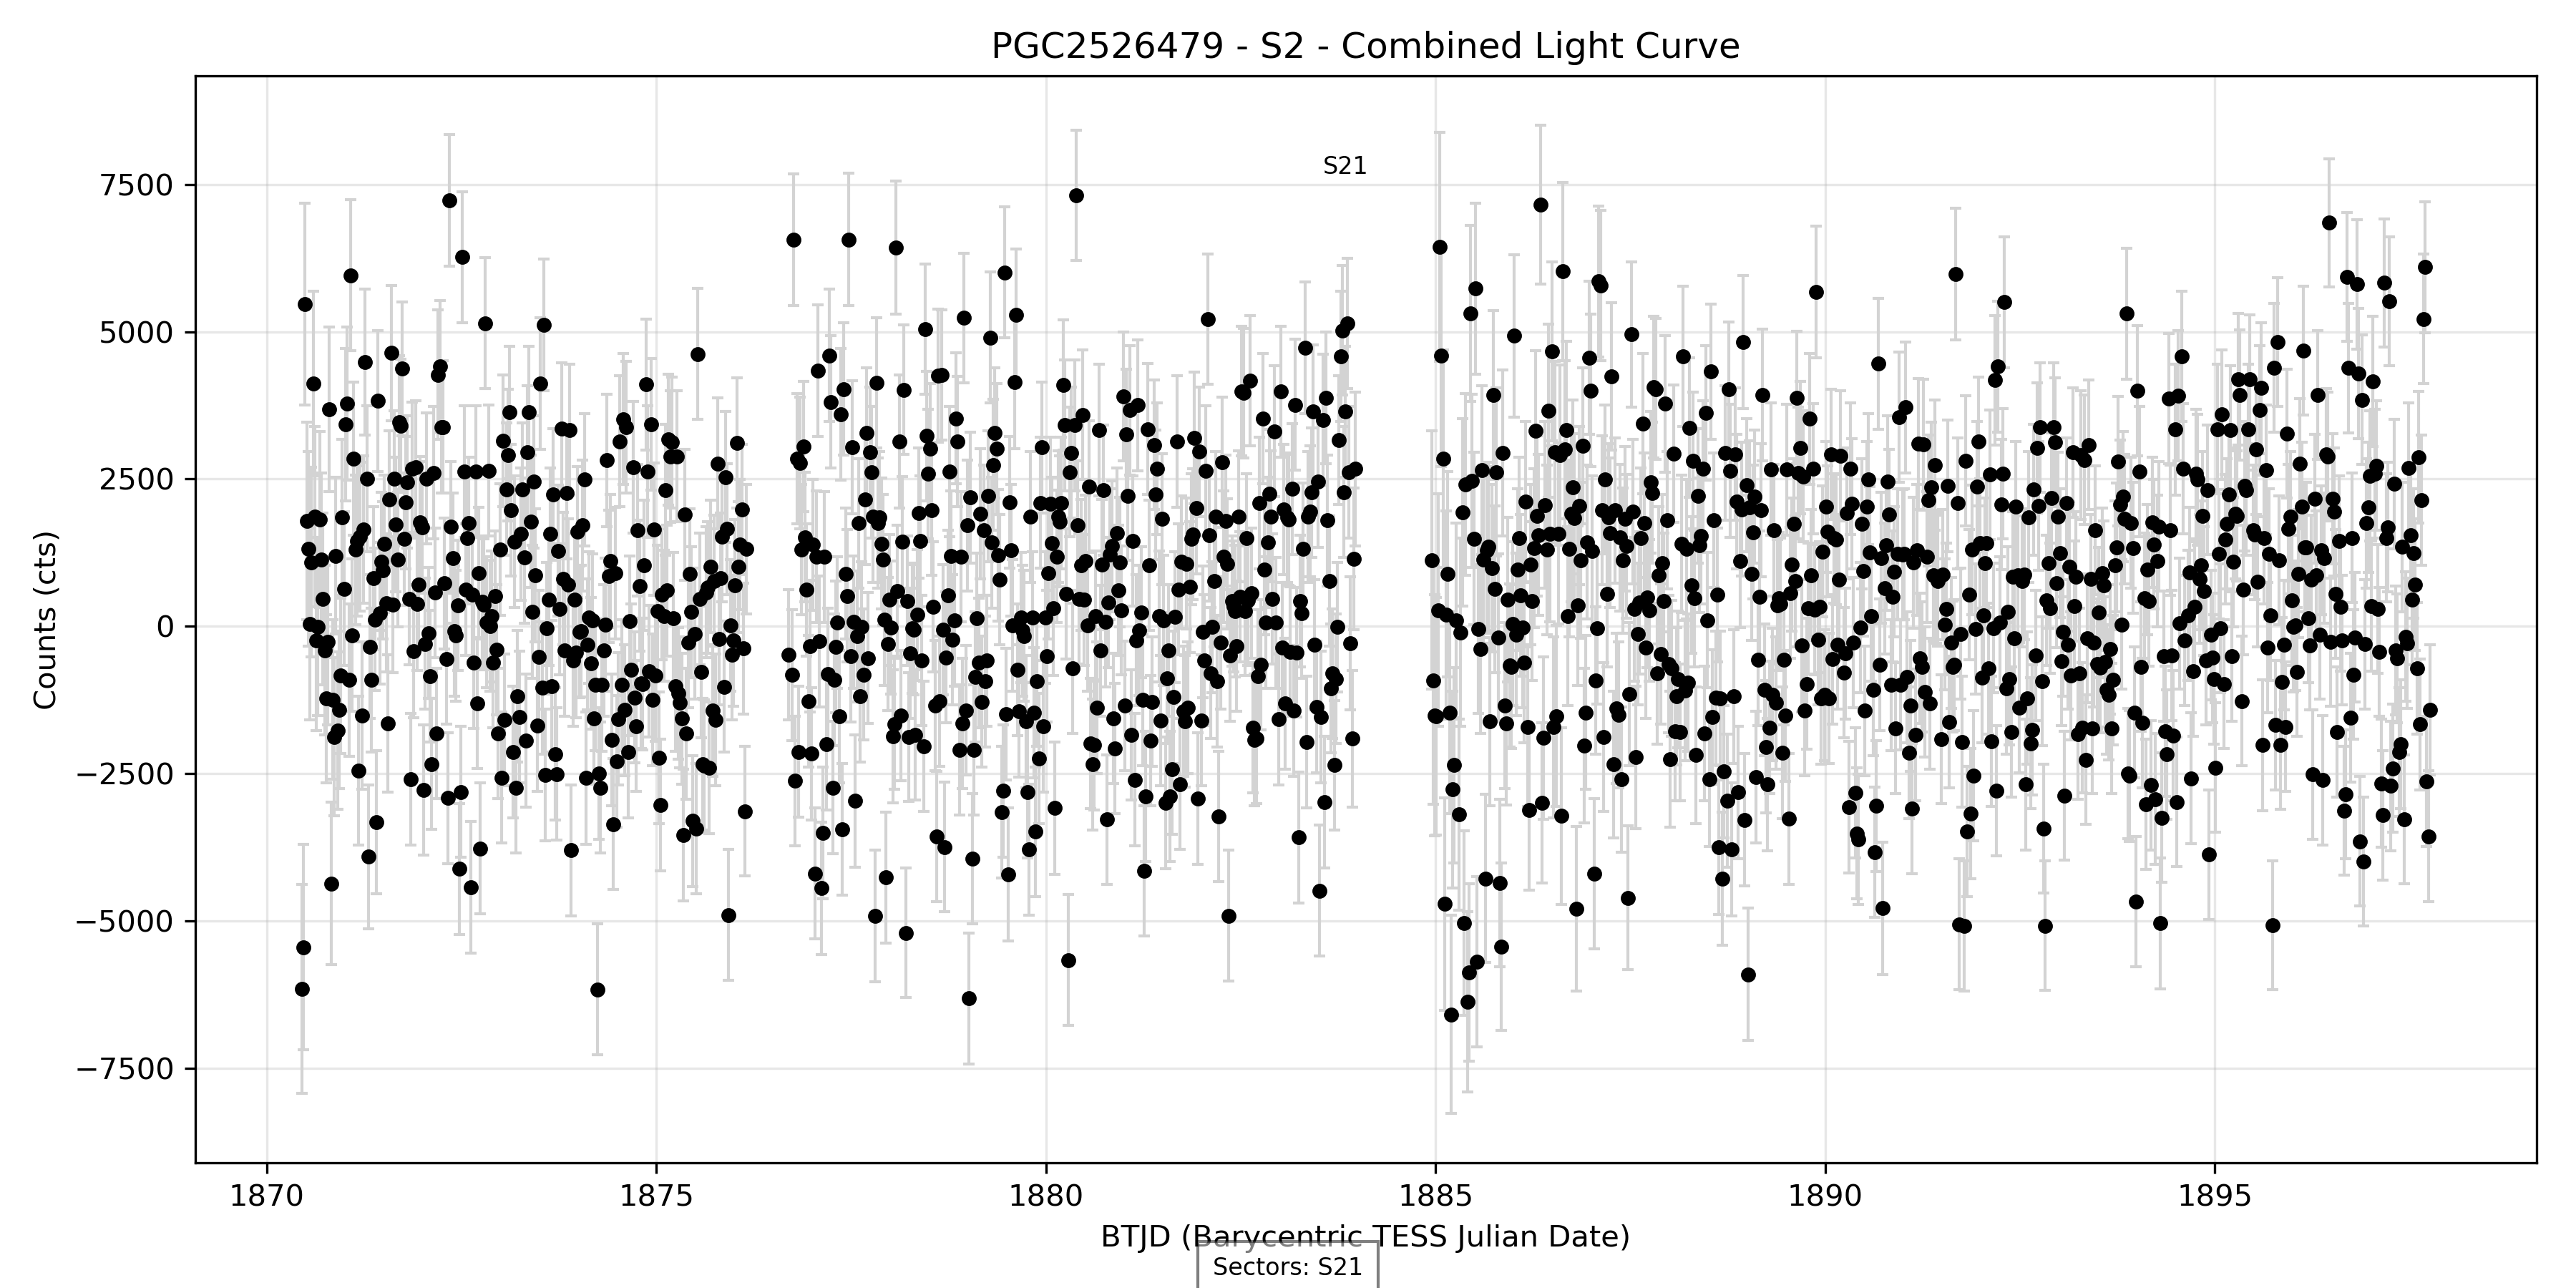 PGC2526479 - S2 - Combined Light Curve
S21
7500
5000
2500
0
−2500
−5000
−7500
Counts (cts)
1870 1875 1880 1885 1890 1895
BTJD (Barycentric TESS Julian Date)
Sectors: S21